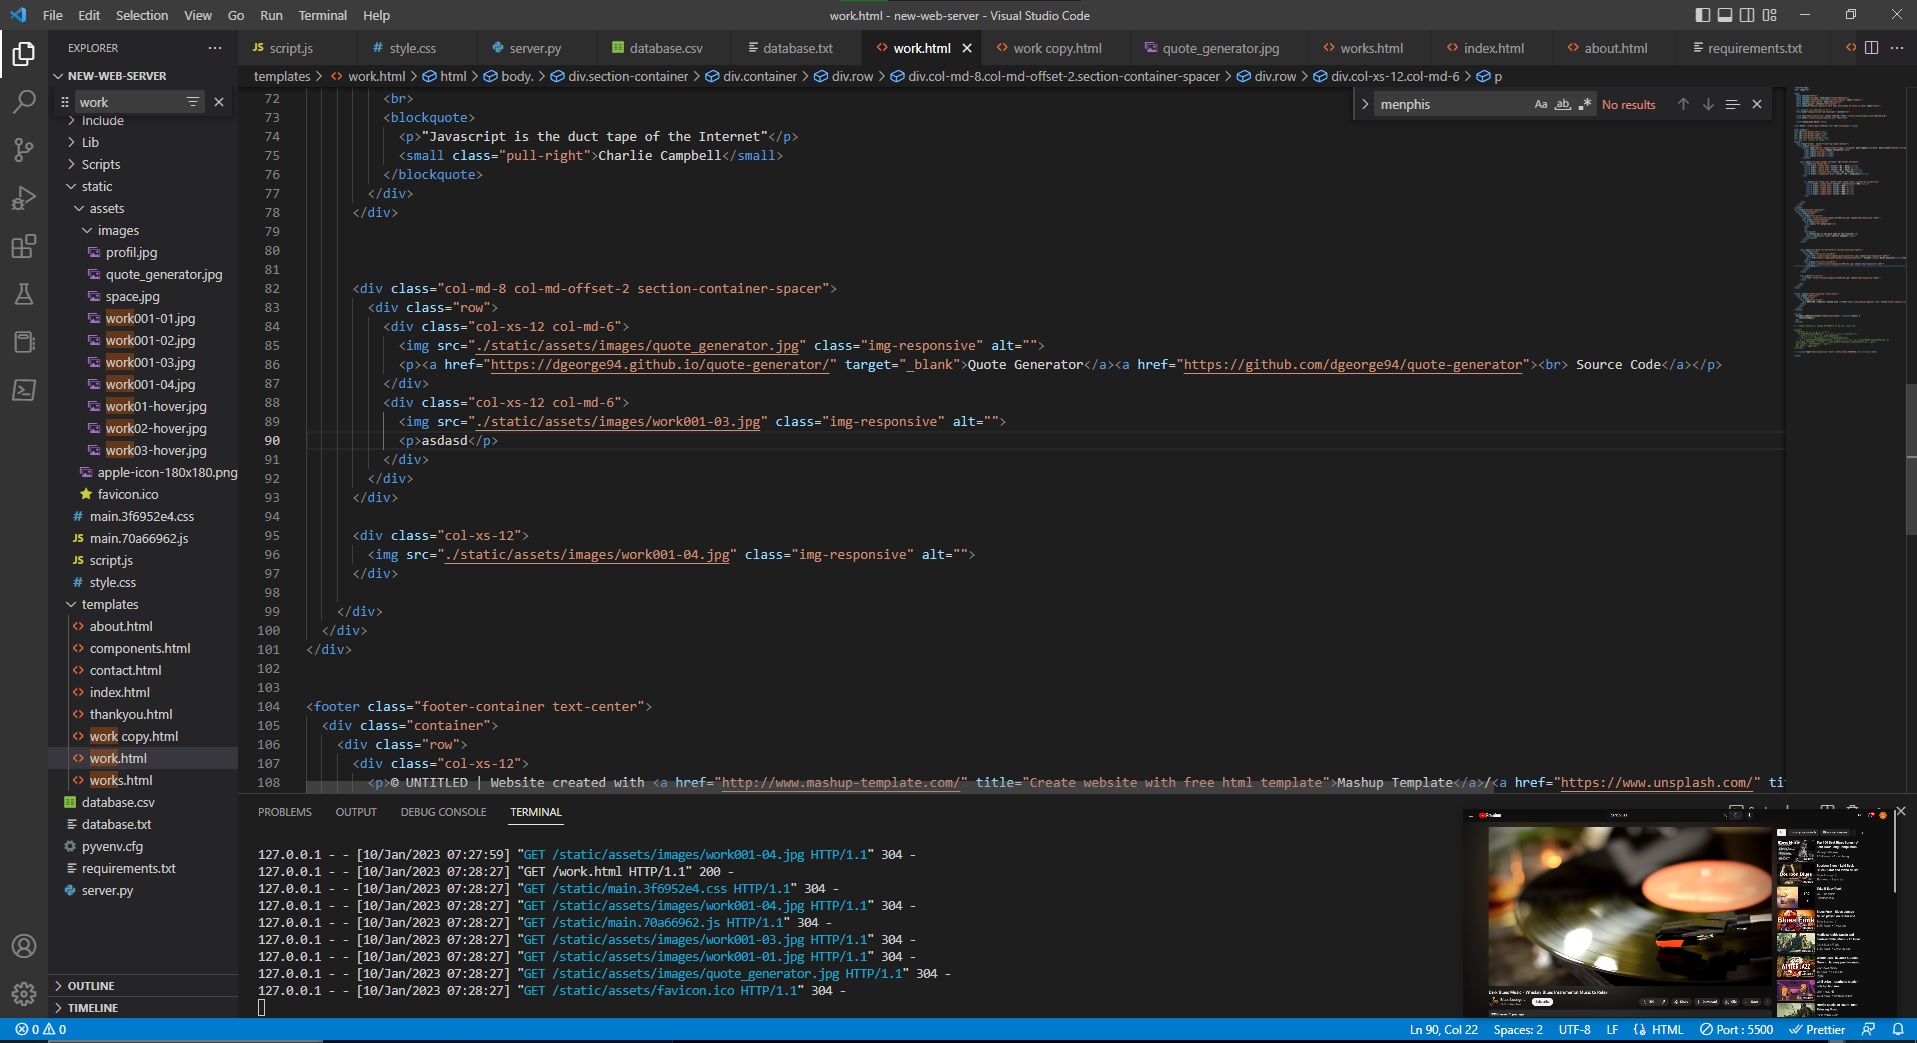 File Edit Selection View Go Run Terminal Help
work.html - new-web-server - Visual Studio Code
EXPLORER
script.js style.css server.py database.csv database.txt work.html work copy.html quote_generator.jpg works.html index.html about.html requirements.txt
NEW-WEB-SERVER
templates > work.html > html > body. > div.section-container > div.container > div.row > div.col-md-8.col-md-offset-2.section-container-spacer > div.row > div.col-xs-12.col-md-6 > p
work
menphis Aa ab No results
Include
Lib
Scripts
static
assets
images
profil.jpg
quote_generator.jpg
space.jpg
work001-01.jpg
work001-02.jpg
work001-03.jpg
work001-04.jpg
work01-hover.jpg
work02-hover.jpg
work03-hover.jpg
apple-icon-180x180.png
favicon.ico
main.3f6952e4.css
main.70a66962.js
script.js
style.css
templates
about.html
components.html
contact.html
index.html
thankyou.html
work copy.html
work.html
works.html
database.csv
database.txt
pyvenv.cfg
requirements.txt
server.py
OUTLINE
TIMELINE
72 <br>
73 <blockquote>
74 <p>"Javascript is the duct tape of the Internet"</p>
75 <small class="pull-right">Charlie Campbell</small>
76 </blockquote>
77 </div>
78 </div>
79
80
81
82 <div class="col-md-8 col-md-offset-2 section-container-spacer">
83 <div class="row">
84 <div class="col-xs-12 col-md-6">
85 <img src="./static/assets/images/quote_generator.jpg" class="img-responsive" alt="">
86 <p><a href="https://dgeorge94.github.io/quote-generator/" target="_blank">Quote Generator</a><a href="https://github.com/dgeorge94/quote-generator"><br> Source Code</a></p>
87 </div>
88 <div class="col-xs-12 col-md-6">
89 <img src="./static/assets/images/work001-03.jpg" class="img-responsive" alt="">
90 <p>asdasd</p>
91 </div>
92 </div>
93 </div>
94
95 <div class="col-xs-12">
96 <img src="./static/assets/images/work001-04.jpg" class="img-responsive" alt="">
97 </div>
98
99 </div>
100 </div>
101 </div>
102
103
104 <footer class="footer-container text-center">
105 <div class="container">
106 <div class="row">
107 <div class="col-xs-12">
108 <p>© UNTITLED | Website created with <a href="http://www.mashup-template.com/" title="Create website with free html template">Mashup Template</a>/<a href="https://www.unsplash.com/" tit
PROBLEMS OUTPUT DEBUG CONSOLE TERMINAL
127.0.0.1 - - [10/Jan/2023 07:27:59] "GET /static/assets/images/work001-04.jpg HTTP/1.1" 304 -
127.0.0.1 - - [10/Jan/2023 07:28:27] "GET /work.html HTTP/1.1" 200 -
127.0.0.1 - - [10/Jan/2023 07:28:27] "GET /static/main.3f6952e4.css HTTP/1.1" 304 -
127.0.0.1 - - [10/Jan/2023 07:28:27] "GET /static/assets/images/work001-04.jpg HTTP/1.1" 304 -
127.0.0.1 - - [10/Jan/2023 07:28:27] "GET /static/main.70a66962.js HTTP/1.1" 304 -
127.0.0.1 - - [10/Jan/2023 07:28:27] "GET /static/assets/images/work001-03.jpg HTTP/1.1" 304 -
127.0.0.1 - - [10/Jan/2023 07:28:27] "GET /static/assets/images/work001-01.jpg HTTP/1.1" 304 -
127.0.0.1 - - [10/Jan/2023 07:28:27] "GET /static/assets/images/quote_generator.jpg HTTP/1.1" 304 -
127.0.0.1 - - [10/Jan/2023 07:28:27] "GET /static/assets/favicon.ico HTTP/1.1" 304 -
Dark Blues Music - Whiskey Blues Instrumental Music to Relax
0 0 Ln 90, Col 22 Spaces: 2 UTF-8 LF HTML Port : 5500 Prettier